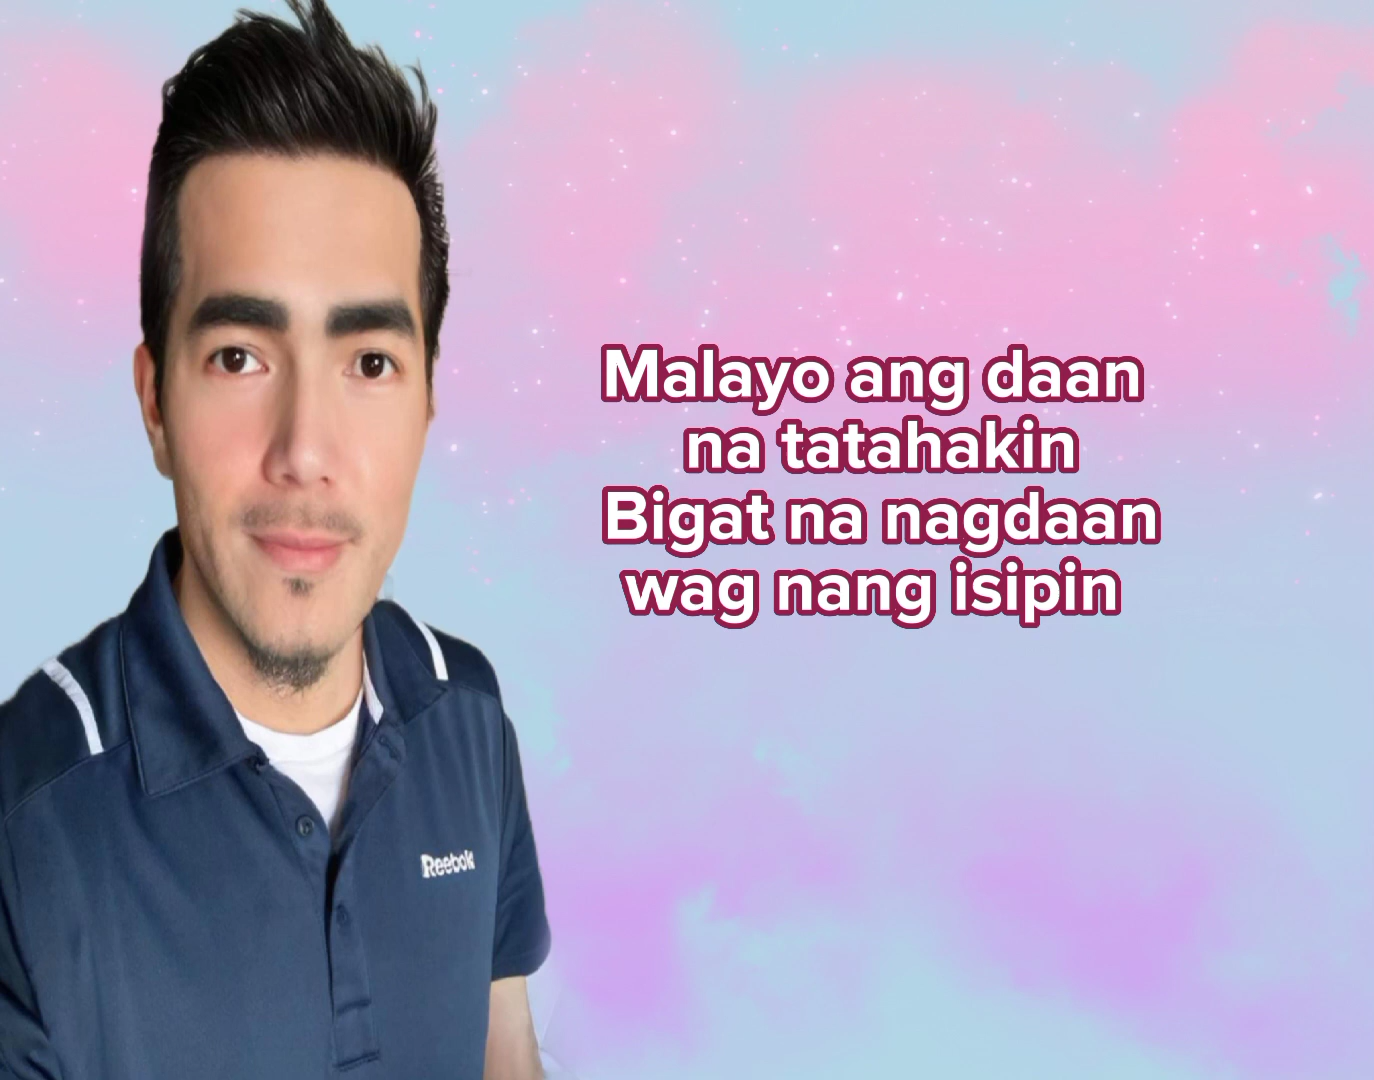 Malayo ang daan
na tatahakin
Bigat na nagdaan
wag nang isipin
Reebok